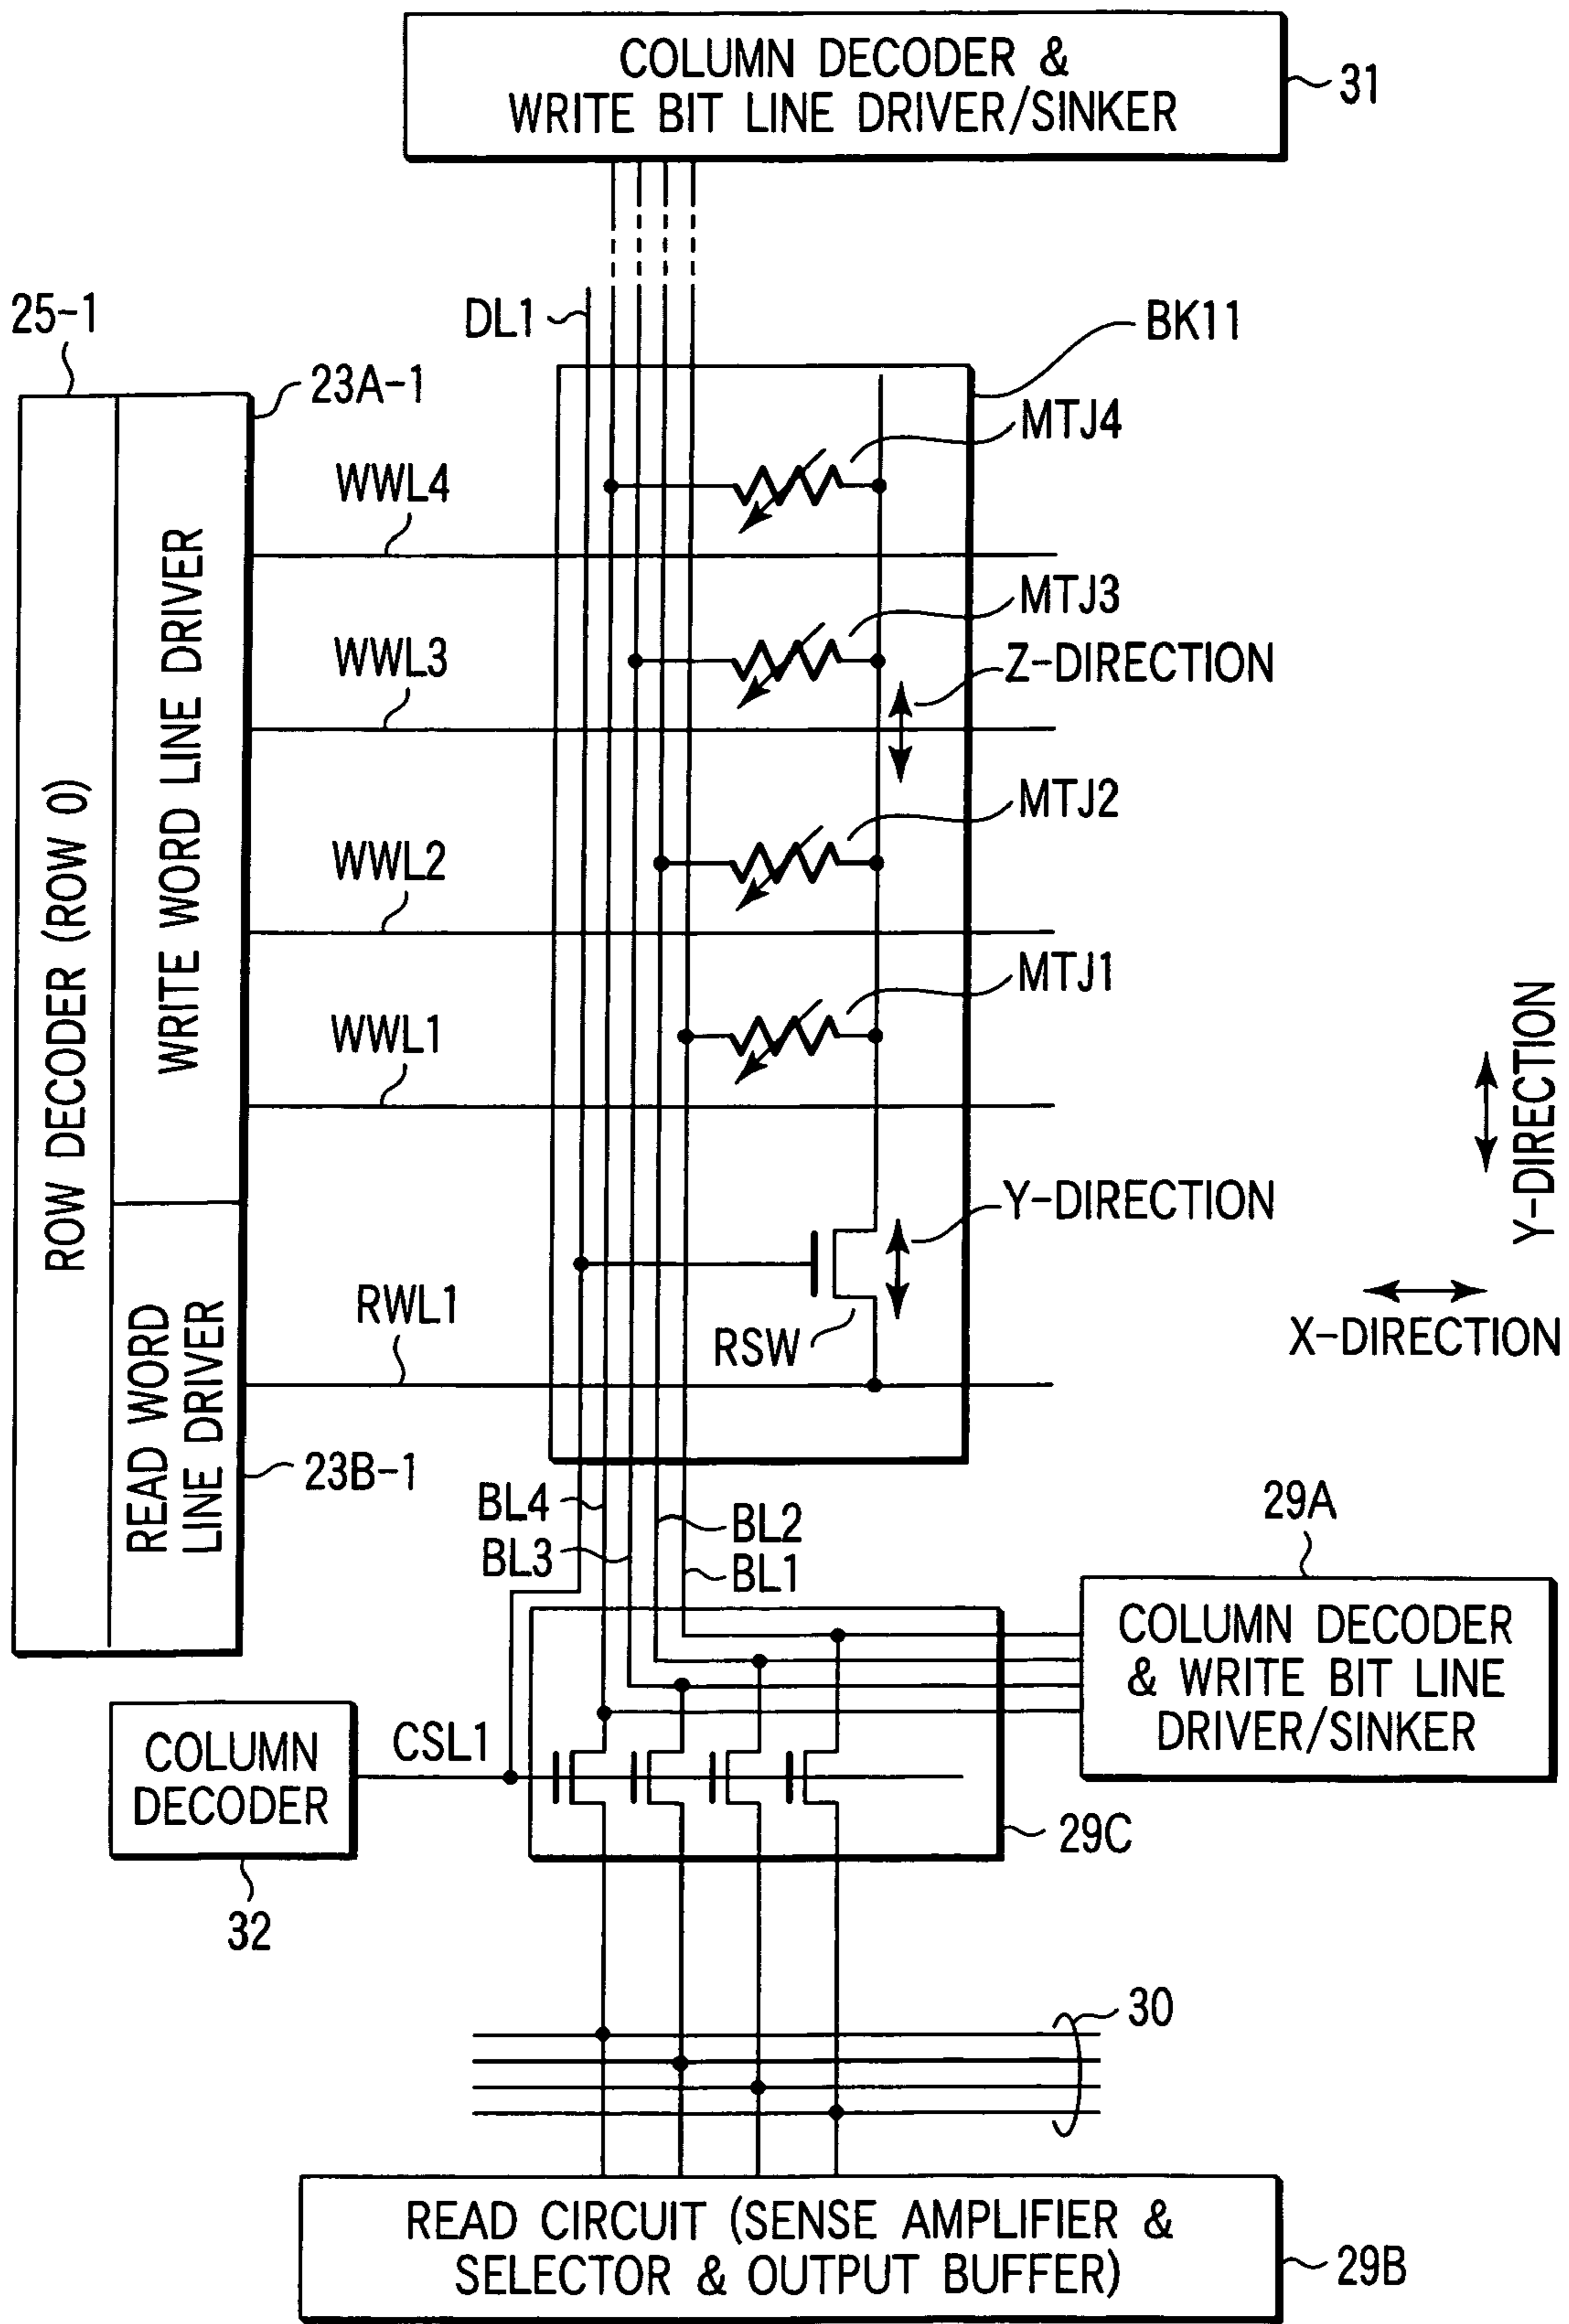 COLUMN DECODER &
WRITE BIT LINE DRIVER/SINKER
31
25-1
DL1
BK11
23A-1
MTJ4
WWL4
MTJ3
WWL3
Z-DIRECTION
MTJ2
WWL2
MTJ1
WWL1
ROW DECODER (ROW 0)
WRITE WORD LINE DRIVER
Y-DIRECTION
Y-DIRECTION
RWL1
RSW
X-DIRECTION
READ WORD
LINE DRIVER
23B-1
BL4
BL2
BL3
BL1
29A
COLUMN DECODER
& WRITE BIT LINE
DRIVER/SINKER
COLUMN
DECODER
CSL1
29C
32
30
READ CIRCUIT (SENSE AMPLIFIER &
SELECTOR & OUTPUT BUFFER)
29B